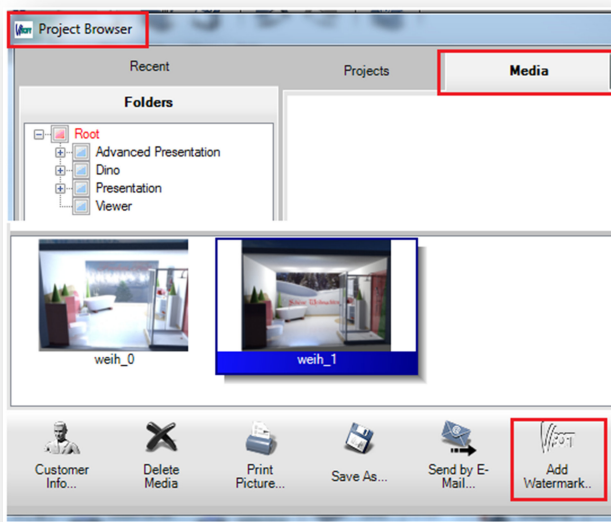 Project Browser
Recent
Projects
Media
Folders
Root
Advanced Presentation
Dino
Presentation
Viewer
weih_0
weih_1
Customer
Info...
Delete
Media
Print
Picture...
Save As...
Send by E-
Mail...
Add
Watermark..